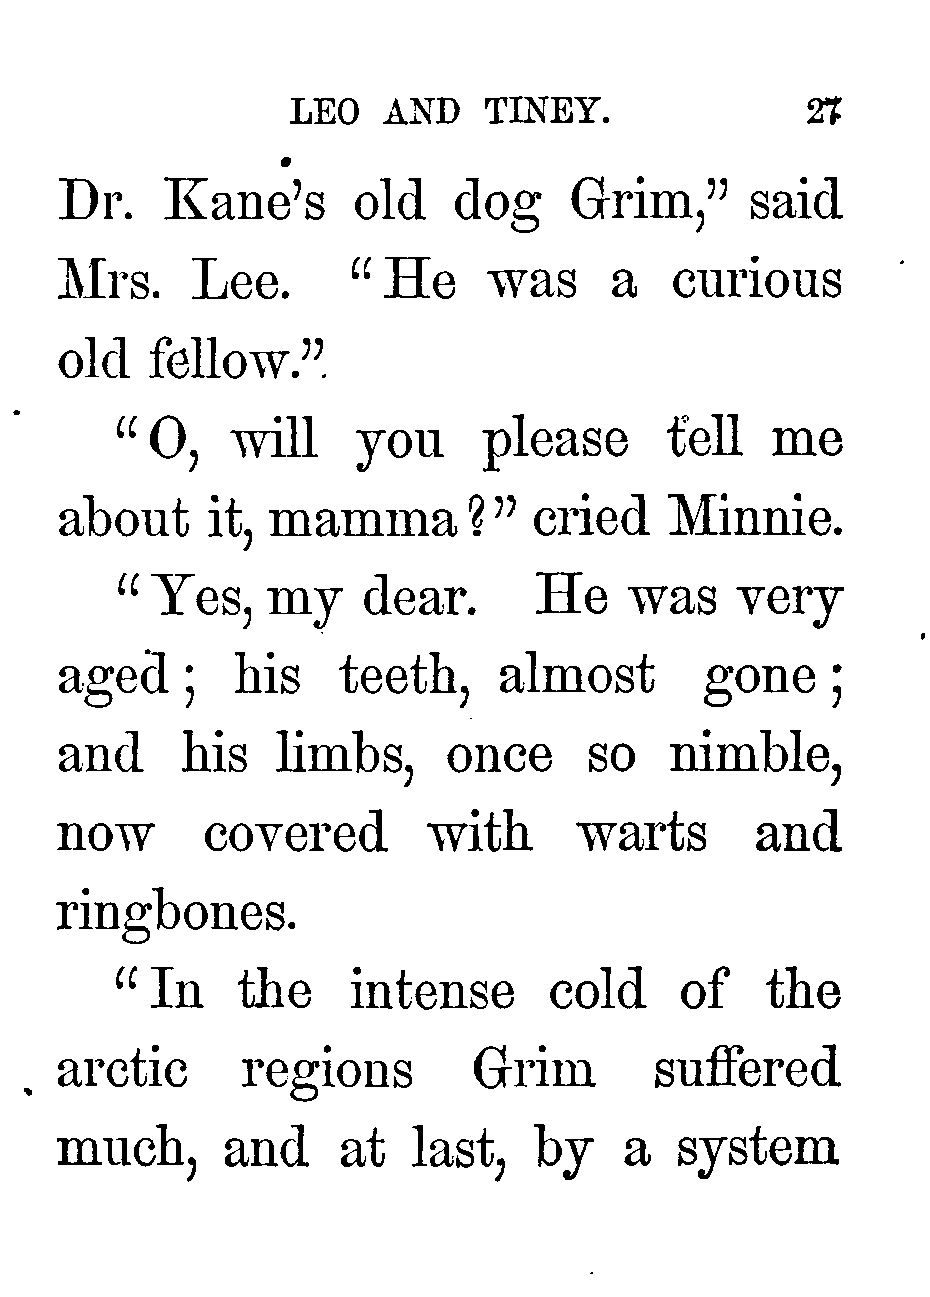 LEO AND TINEY. 27
Dr. Kane's old dog Grim," said
Mrs. Lee. "He was a curious
old fellow."
"O, will you please tell me
about it, mamma?" cried Minnie.
"Yes, my dear. He was very
aged; his teeth, almost gone;
and his limbs, once so nimble,
now covered with warts and
ringbones.
"In the intense cold of the
arctic regions Grim suffered
much, and at last, by a system